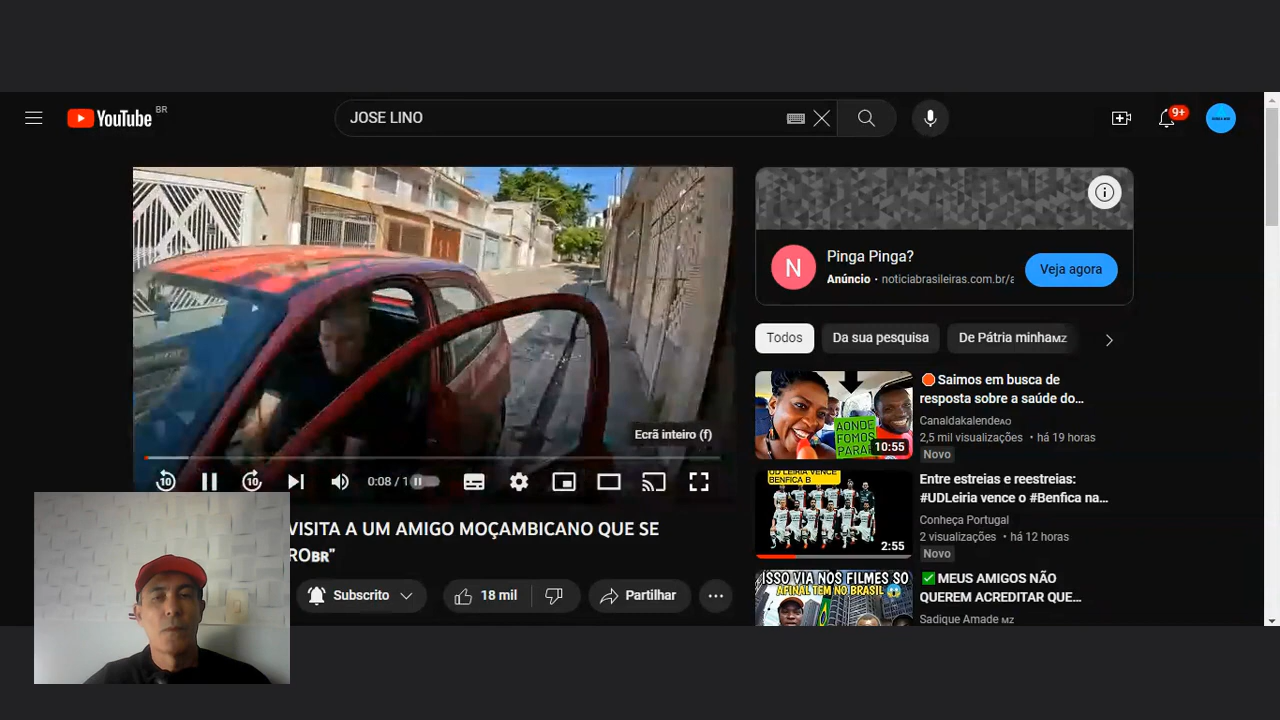 YouTube BR
JOSE LINO
9+
Pinga Pinga?
N
Anúncio · noticiabrasileiras.com.br/a
Veja agora
Todos
Da sua pesquisa
De Pátria minhaMZ
Ecrã inteiro (f)
10
10
0:08 / 1
VISITA A UM AMIGO MOÇAMBICANO QUE SE
ROBR"
Subscrito
18 mil
Partilhar
AONDE
FOMOS
PARA
10:55
🛑Saimos em busca de
resposta sobre a saúde do...
CanaldakalendeAO
2,5 mil visualizações · há 19 horas
Novo
UD LEIRIA VENCE
BENFICA B
2:55
Entre estreias e reestreias:
#UDLeiria vence o #Benfica na...
Conheça Portugal
2 visualizações · há 12 horas
Novo
ISSO VIA NOS FILMES SO
AFINAL TEM NO BRASIL
✅ MEUS AMIGOS NÃO
QUEREM ACREDITAR QUE...
Sadique Amade MZ